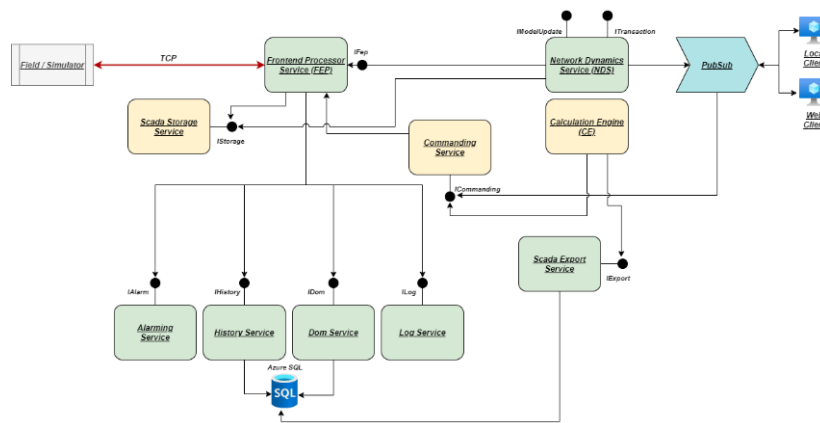 IModelUpdate
ITransaction
Field / Simulator
TCP
Frontend Processor
Service (FEP)
IFep
Network Dynamics
Service (NDS)
PubSub
Scada Storage
Service
IStorage
Commanding
Service
Calculation Engine
(CE)
ICommanding
Scada Export
Service
IExport
IAlarm
IHistory
IDom
ILog
Alarming
Service
History Service
Dom Service
Log Service
Azure SQL
SQL